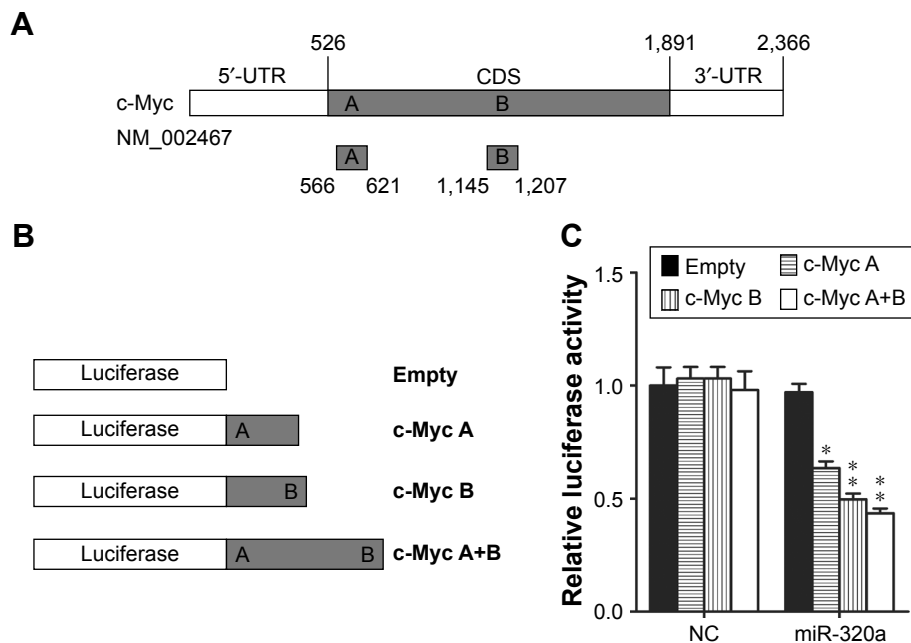 A
526 1,891 2,366
5′-UTR CDS 3′-UTR
c-Myc A B
NM_002467
A B
566 621 1,145 1,207
B
Luciferase Empty
Luciferase A c-Myc A
Luciferase B c-Myc B
Luciferase A B c-Myc A+B
C
Empty c-Myc A
c-Myc B c-Myc A+B
Relative luciferase activity
1.5
1.0
0.5
0.0
* ** **
NC miR-320a